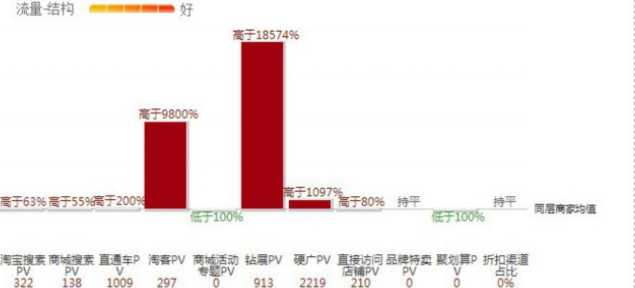 流量-结构 好
高于18574%
高于9800%
高于63% 高于55% 高于200% 高于1097% 高于80% 持平 持平
低于100% 低于100% 同层商家均值
淘宝搜索 商城搜索 直通车P 淘客PV 商城活动 钻展PV 硬广PV 直接访问 品牌特卖 聚划算P 折扣渠道
PV PV V 专题PV 店铺PV PV V 占比
322 138 1009 297 0 913 2219 210 0 0 0%